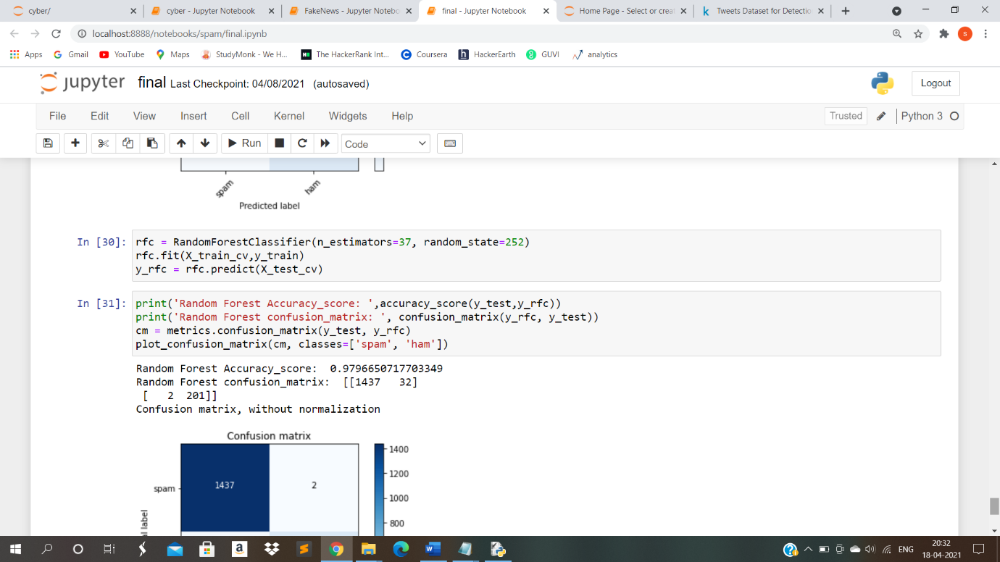 cyber/
cyber - Jupyter Notebook
FakeNews - Jupyter Notebo
final - Jupyter Notebook
Home Page - Select or creat
Tweets Dataset for Detectio
localhost:8888/notebooks/spam/final.ipynb
S
Apps
Gmail
YouTube
Maps
StudyMonk - We H...
The HackerRank Int...
Coursera
HackerEarth
GUVI
analytics
jupyter
final Last Checkpoint: 04/08/2021 (autosaved)
Logout
File Edit View Insert Cell Kernel Widgets Help
Trusted
Python 3
Run
Code
spam
ham
Predicted label
In [30]:
rfc = RandomForestClassifier(n_estimators=37, random_state=252)
rfc.fit(X_train_cv,y_train)
y_rfc = rfc.predict(X_test_cv)
In [31]:
print('Random Forest Accuracy_score: ',accuracy_score(y_test,y_rfc))
print('Random Forest confusion_matrix: ', confusion_matrix(y_rfc, y_test))
cm = metrics.confusion_matrix(y_test, y_rfc)
plot_confusion_matrix(cm, classes=['spam', 'ham'])
Random Forest Accuracy_score:  0.9796650717703349
Random Forest confusion_matrix:  [[1437   32]
 [   2  201]]
Confusion matrix, without normalization
Confusion matrix
1400
1200
1000
800
1437
2
spam
label
20:32
ENG
18-04-2021